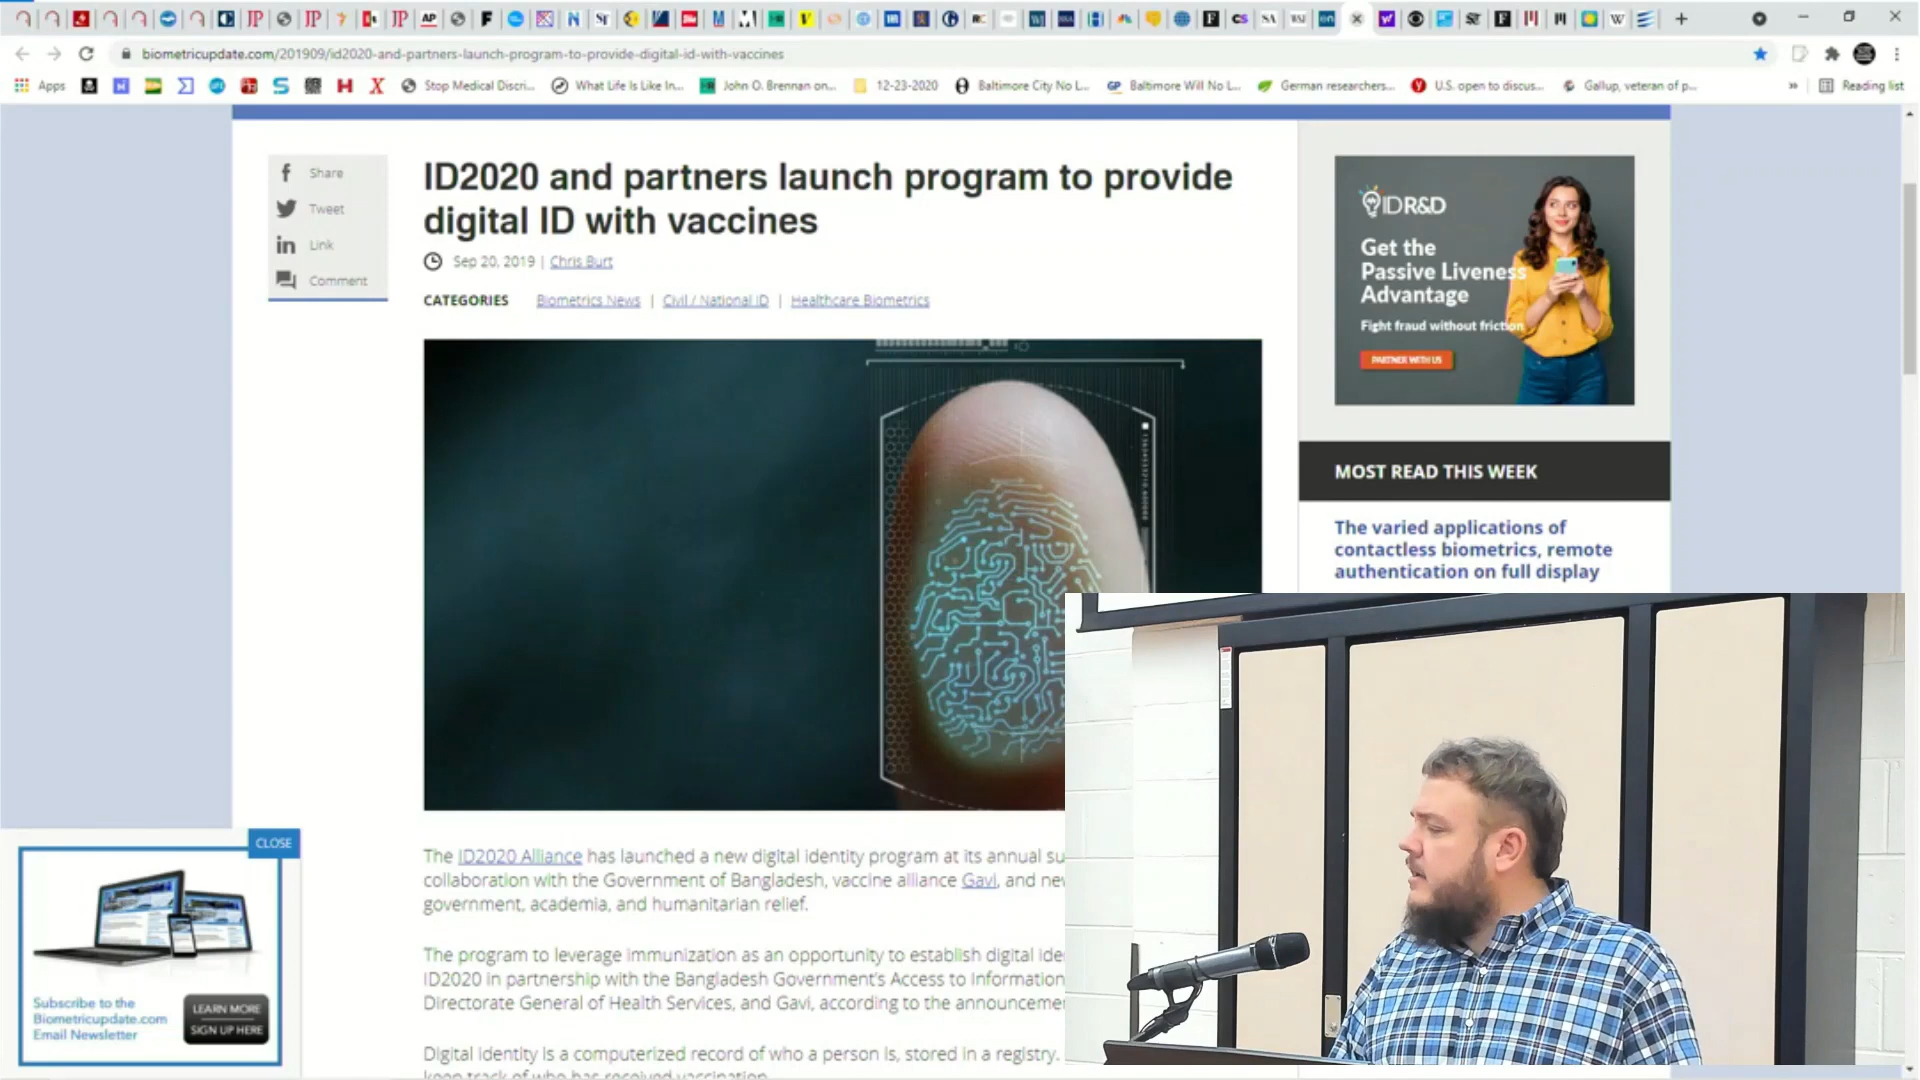 biometricupdate.com/201909/id2020-and-partners-launch-program-to-provide-digital-id-with-vaccines
Apps
Stop Medical Discri...
What Life Is Like In...
John O. Brennan on...
12-23-2020
Baltimore City No L...
Baltimore Will No L...
German researchers...
U.S. open to discus...
Gallup, veteran of p...
»
Reading list
Share
Tweet
Link
Comment
ID2020 and partners launch program to provide
digital ID with vaccines
Sep 20, 2019 | Chris Burt
CATEGORIES Biometrics News | Civil / National ID | Healthcare Biometrics
The ID2020 Alliance has launched a new digital identity program at its annual su
collaboration with the Government of Bangladesh, vaccine alliance Gavi, and nev
government, academia, and humanitarian relief.
The program to leverage immunization as an opportunity to establish digital ide
ID2020 in partnership with the Bangladesh Government's Access to Information
Directorate General of Health Services, and Gavi, according to the announceme
Digital identity is a computerized record of who a person is, stored in a registry.
keep track of who has received vaccination
IDR&D
Get the
Passive Liveness
Advantage
Fight fraud without friction
PARTNER WITH US
MOST READ THIS WEEK
The varied applications of
contactless biometrics, remote
authentication on full display
CLOSE
Subscribe to the
Biometricupdate.com
Email Newsletter
LEARN MORE
SIGN UP HERE